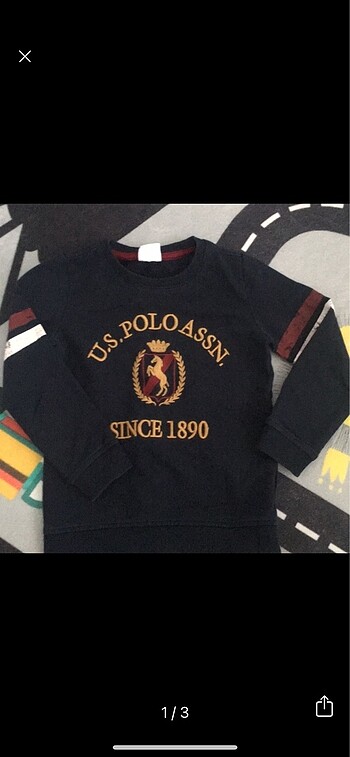 U.S. POLO ASSN.
SINCE 1890
1 / 3